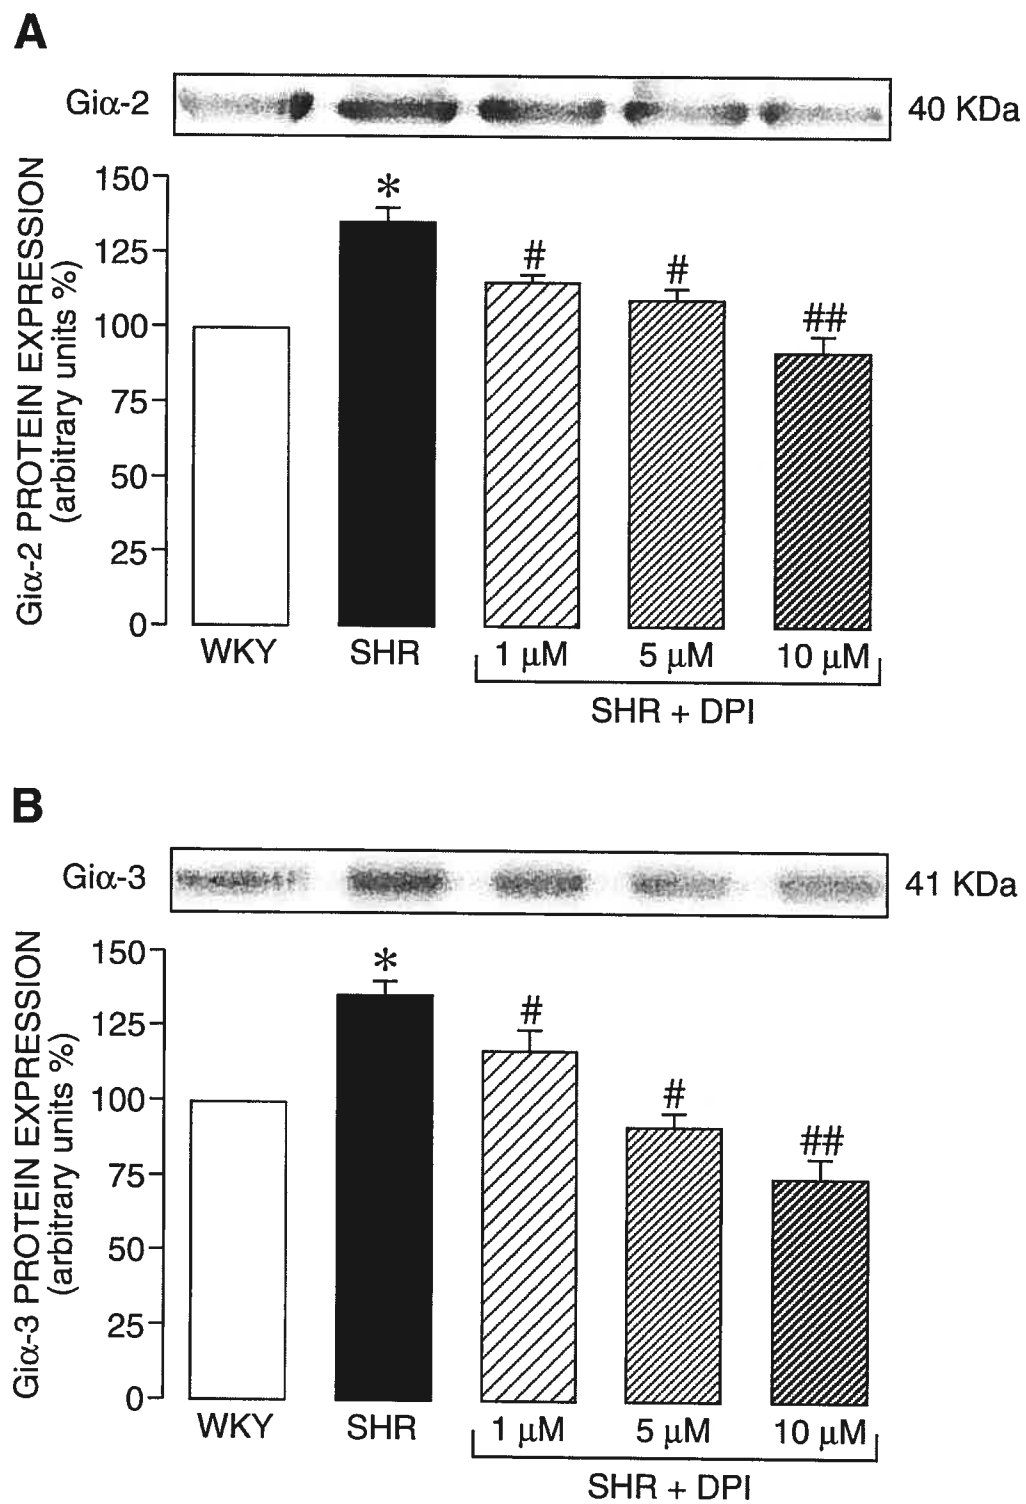 A
Giα-2 40 KDa
Giα-2 PROTEIN EXPRESSION
(arbitrary units %)
150
125
100
75
50
25
0
*
#
#
##
WKY SHR 1 μM 5 μM 10 μM
SHR + DPI
B
Giα-3 41 KDa
Giα-3 PROTEIN EXPRESSION
(arbitrary units %)
150
125
100
75
50
25
0
*
#
#
##
WKY SHR 1 μM 5 μM 10 μM
SHR + DPI